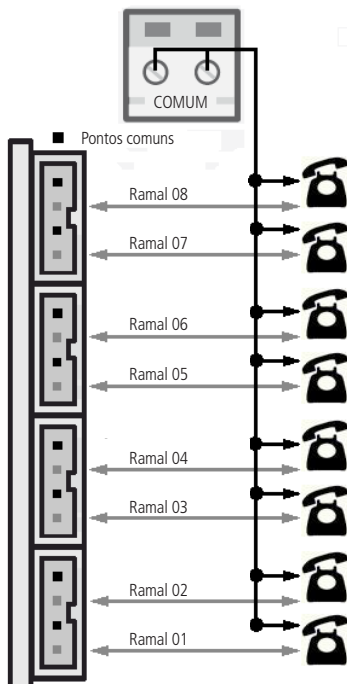 COMUM
Pontos comuns
Ramal 08
Ramal 07
Ramal 06
Ramal 05
Ramal 04
Ramal 03
Ramal 02
Ramal 01